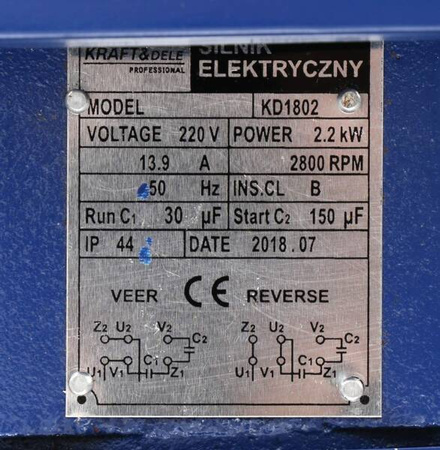 KRAFT&DELE
PROFESSIONAL
SILNIK
ELEKTRYCZNY
MODEL KD1802
VOLTAGE 220 V POWER 2.2 kW
13.9 A 2800 RPM
50 Hz INS.CL B
Run C1 30 µF Start C2 150 µF
IP 44 DATE 2018.07
VEER CE REVERSE
Z2 U2 V2 C2 Z2 U2 V2 C2
U1 V1 C1 Z1 U1 V1 C1 Z1